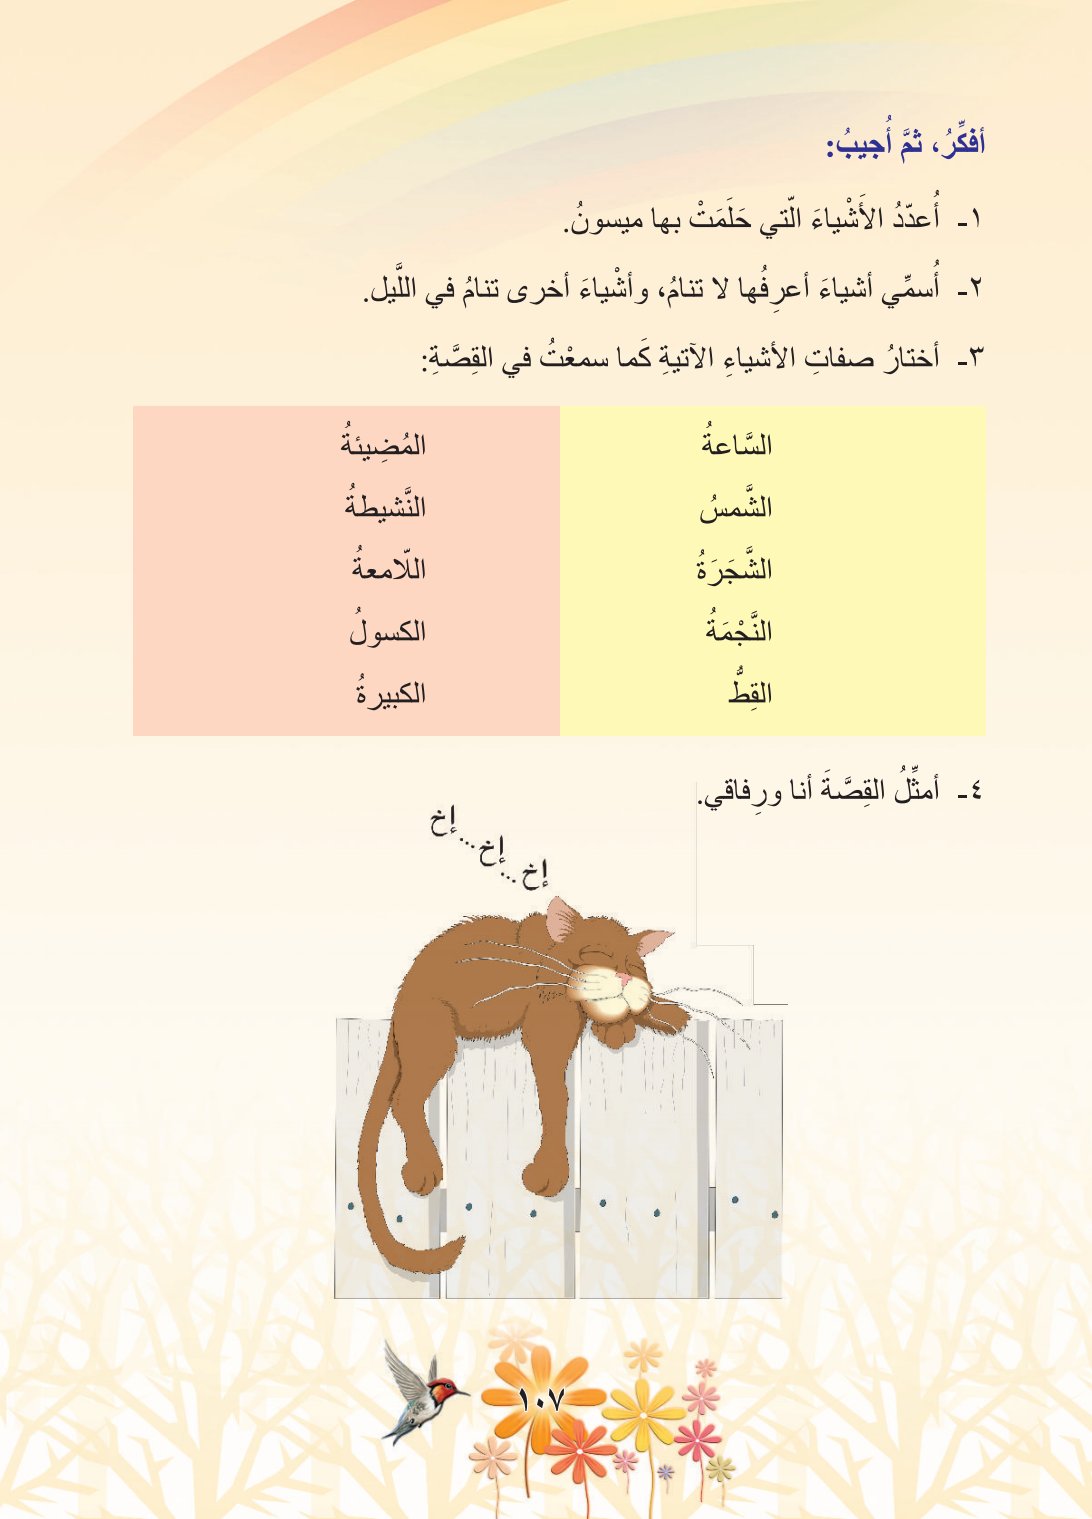 أفكِّرُ، ثمَّ أُجيبُ:
١- أُعدّدُ الأَشْياءَ الّتي حَلَمَتْ بها ميسونُ.
٢- أُسمِّي أشياءَ أعرِفُها لا تنامُ، وأشْياءَ أخرى تنامُ في اللَّيل.
٣- أختارُ صفاتِ الأشياءِ الآتيةِ كَما سمعْتُ في القِصَّةِ:
السَّاعةُ المُضِيئةُ
الشَّمسُ النَّشيطةُ
الشَّجَرَةُ اللّامعةُ
النَّجْمَةُ الكسولُ
القِطُّ الكبيرةُ
٤- أمثِّلُ القِصَّةَ أنا ورِفاقي.
إخ...إخ...إخ
١٠٧